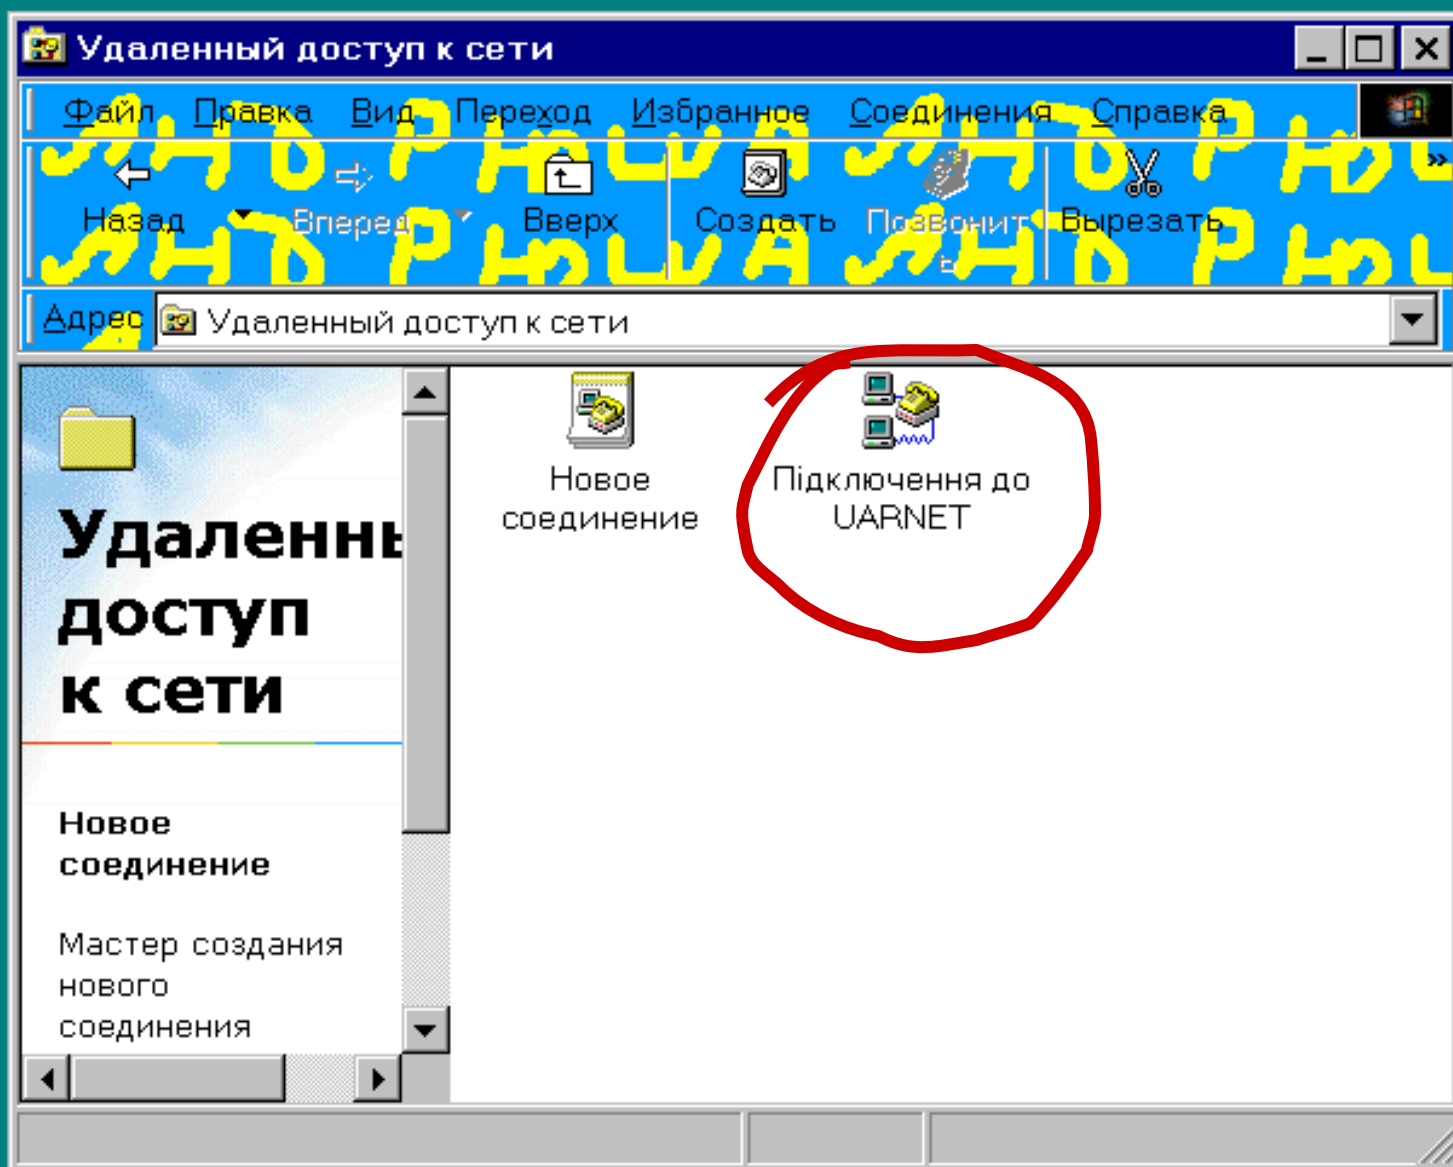 Удаленный доступ к сети
Файл Правка Вид Переход Избранное Соединения Справка
Назад Вперед Вверх Создать Позвонит Вырезать »
ь
Адрес Удаленный доступ к сети
Новое
соединение
Підключення до
UARNET
Удаленны
доступ
к сети
Новое
соединение
Мастер создания
нового
соединения